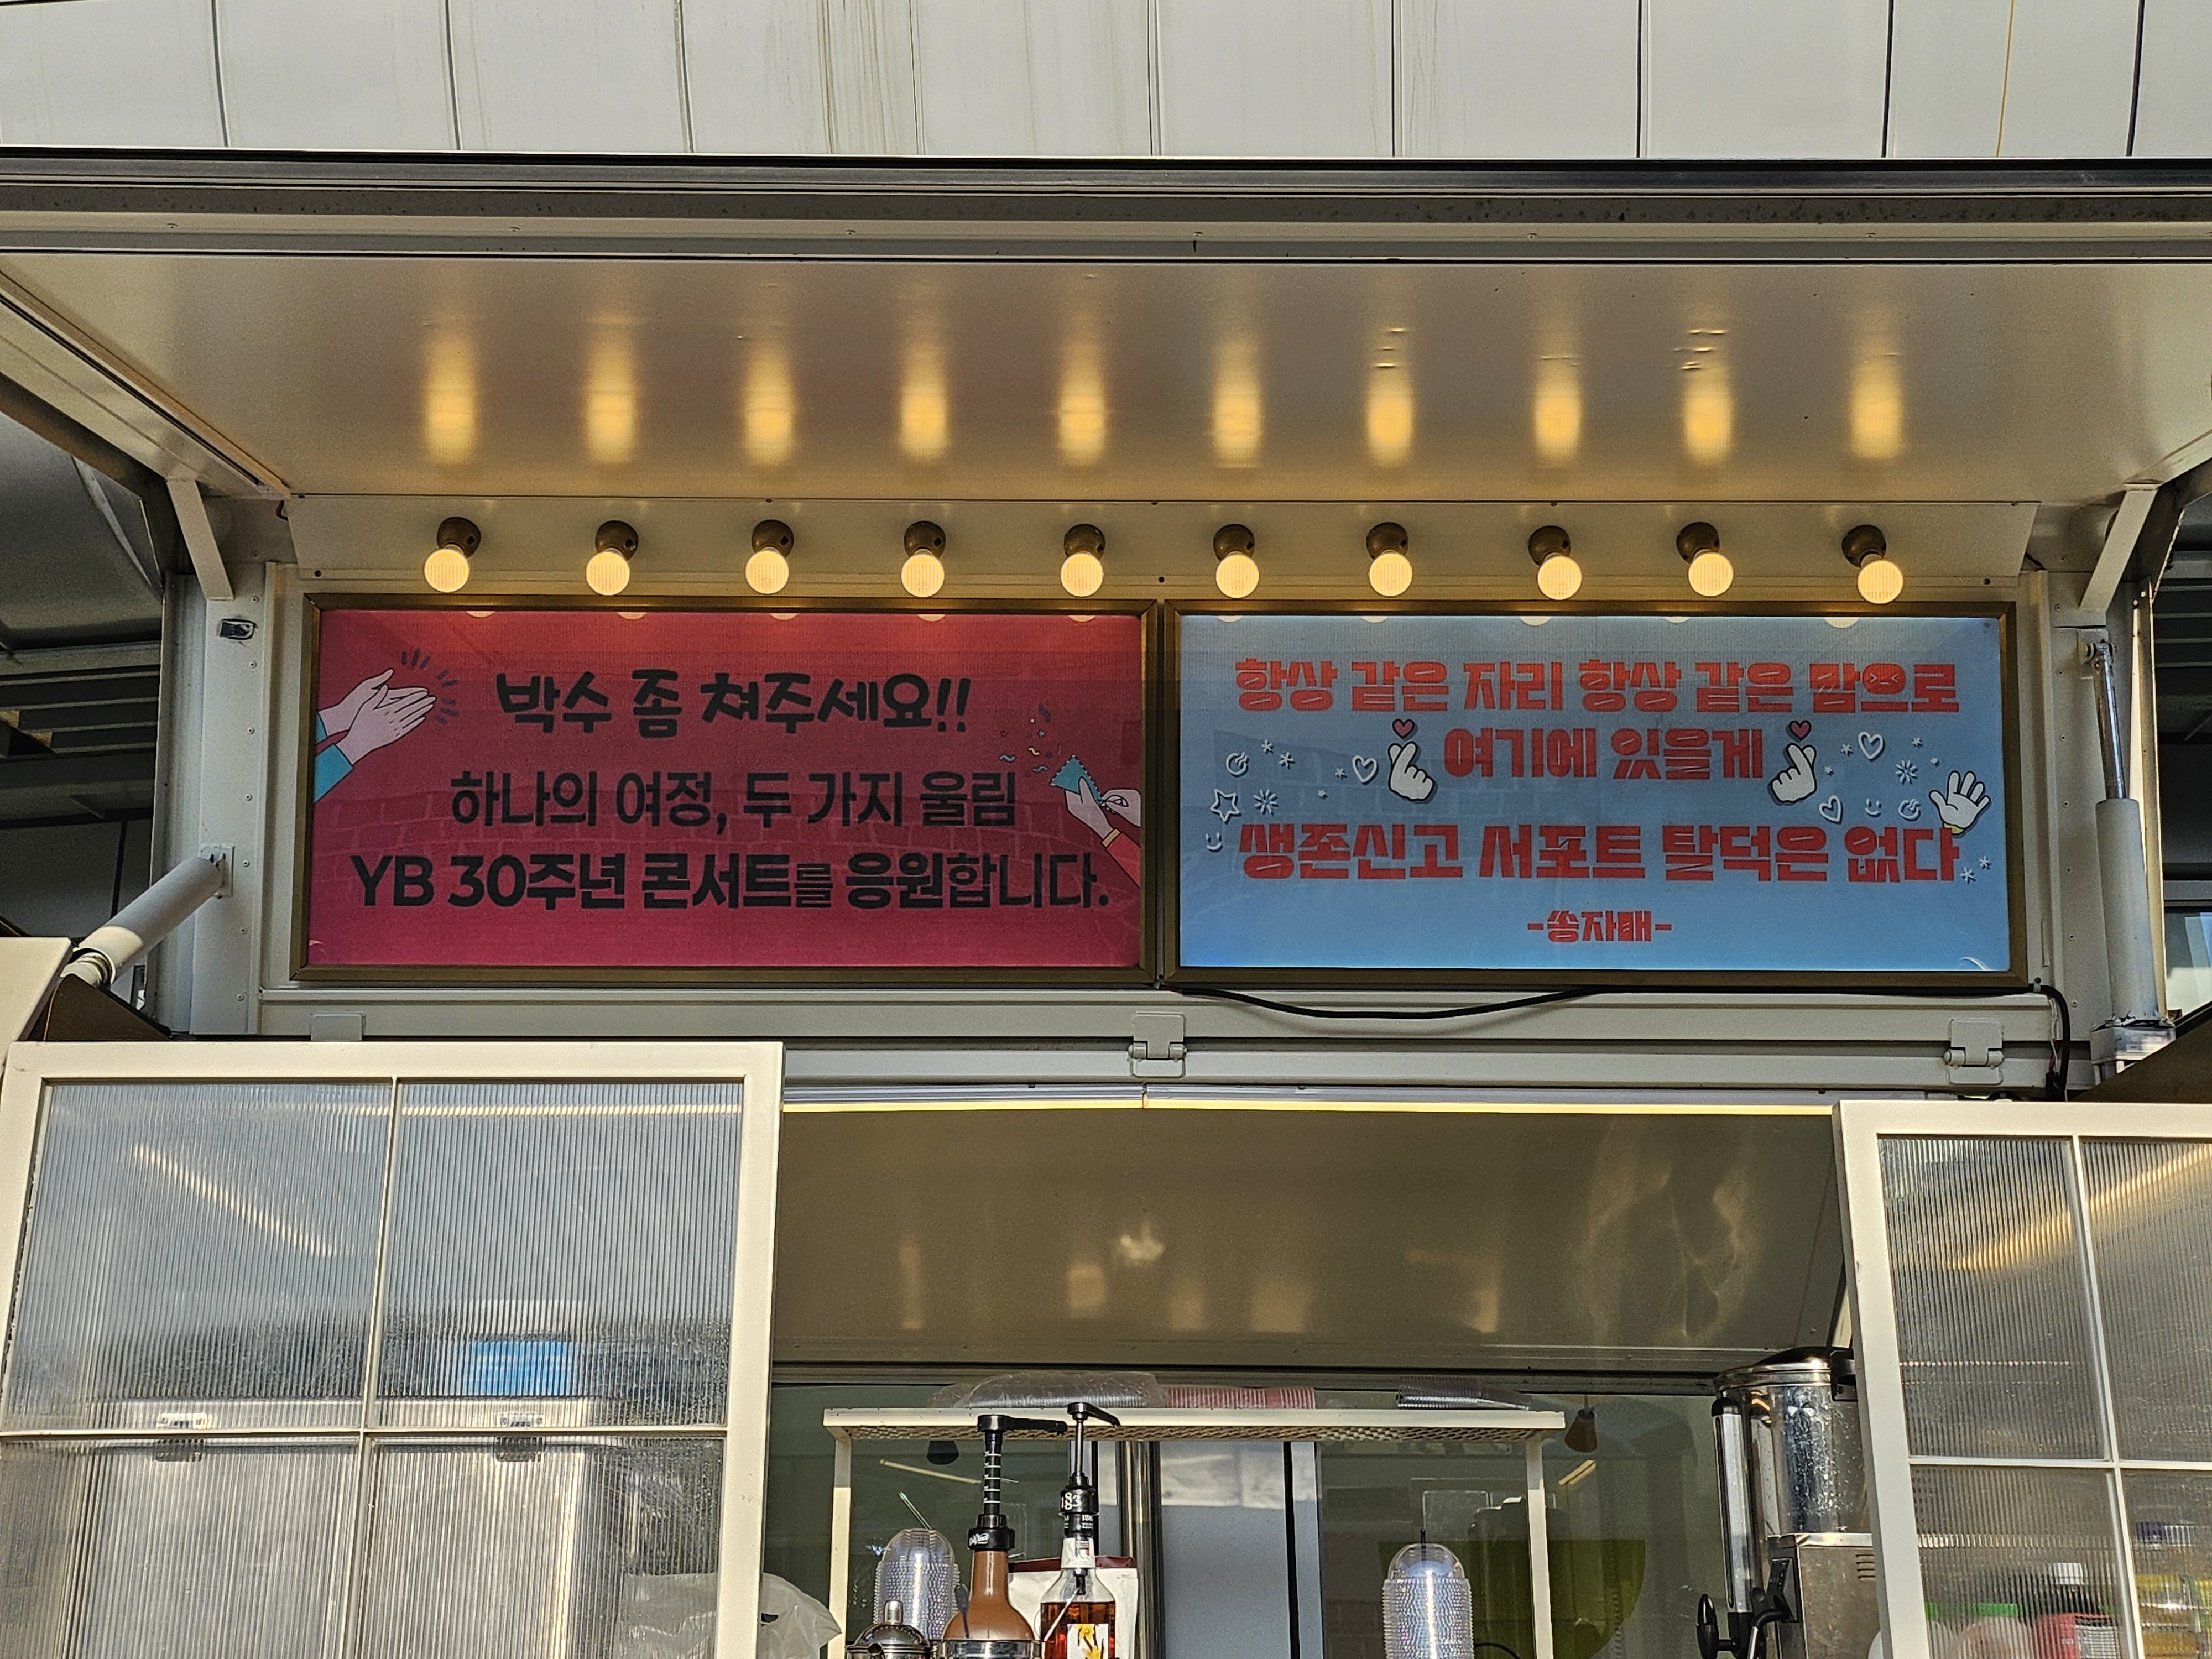 박수 좀 쳐주세요!!
하나의 여정, 두 가지 울림
YB 30주년 콘서트를 응원합니다.
항상 같은 자리 항상 같은 맘으로
여기에 있을게
생존신고 서포트 탈덕은 없다
-쏭자매-
183